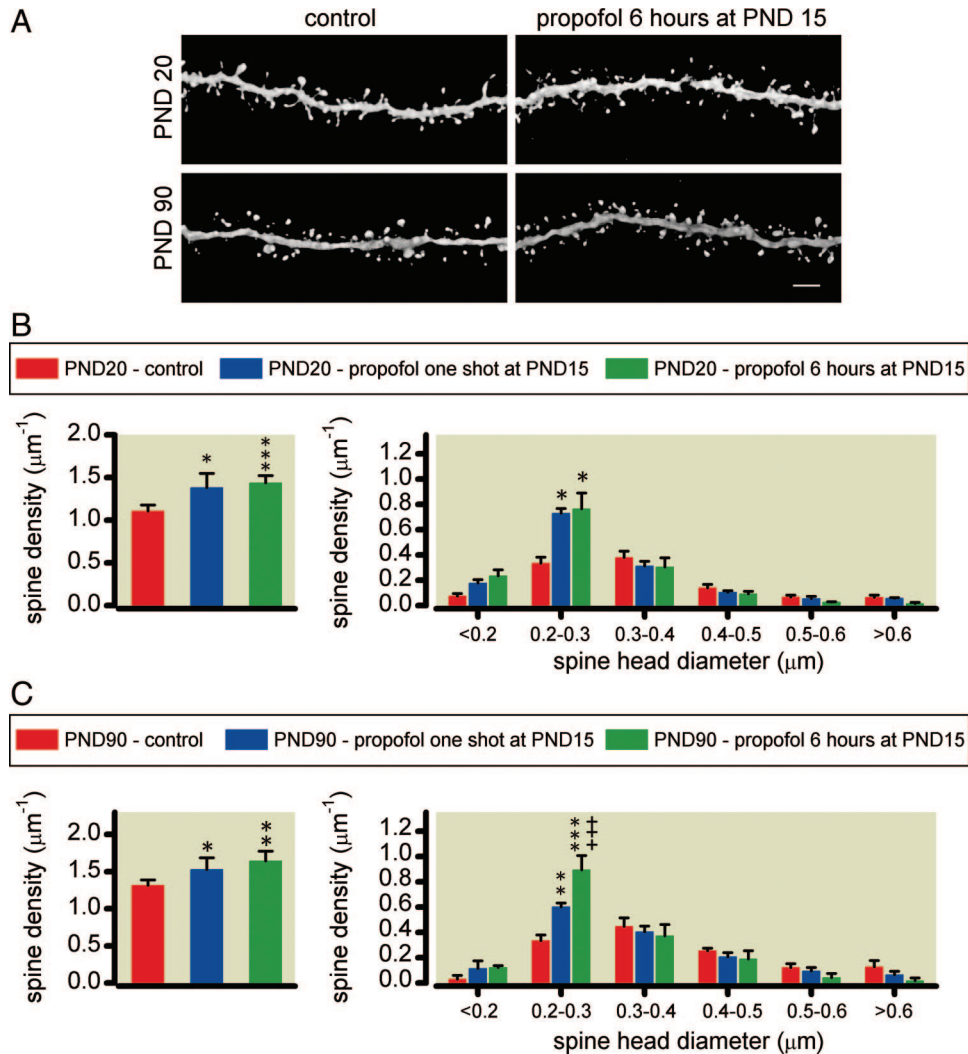 A
control
propofol 6 hours at PND 15
PND 20
PND 90
B
PND20 - control
PND20 - propofol one shot at PND15
PND20 - propofol 6 hours at PND15
spine density (μm⁻¹)
2.0
1.5
1.0
0.5
0.0
*
***
spine density (μm⁻¹)
1.2
1.0
0.8
0.6
0.4
0.2
0.0
*
*
<0.2
0.2-0.3
0.3-0.4
0.4-0.5
0.5-0.6
>0.6
spine head diameter (μm)
C
PND90 - control
PND90 - propofol one shot at PND15
PND90 - propofol 6 hours at PND15
spine density (μm⁻¹)
2.0
1.5
1.0
0.5
0.0
*
**
spine density (μm⁻¹)
1.2
1.0
0.8
0.6
0.4
0.2
0.0
**
***
‡‡‡
<0.2
0.2-0.3
0.3-0.4
0.4-0.5
0.5-0.6
>0.6
spine head diameter (μm)